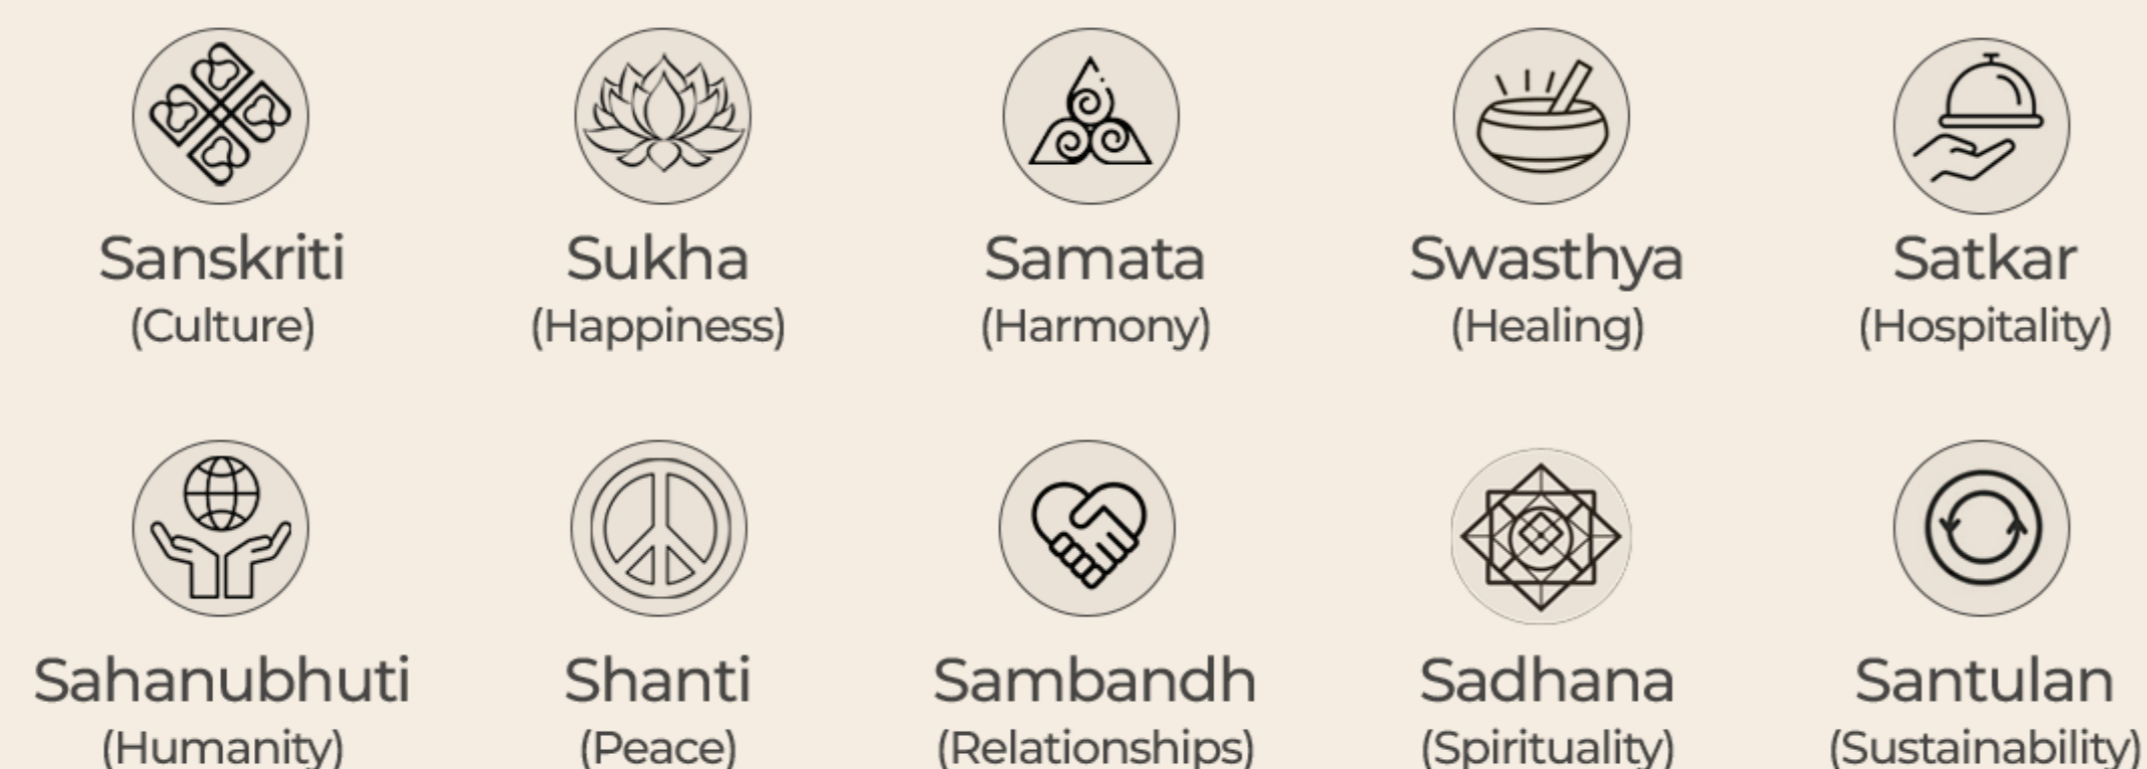 Sanskriti
(Culture)
Sukha
(Happiness)
Samata
(Harmony)
Swasthya
(Healing)
Satkar
(Hospitality)
Sahanubhuti
(Humanity)
Shanti
(Peace)
Sambandh
(Relationships)
Sadhana
(Spirituality)
Santulan
(Sustainability)